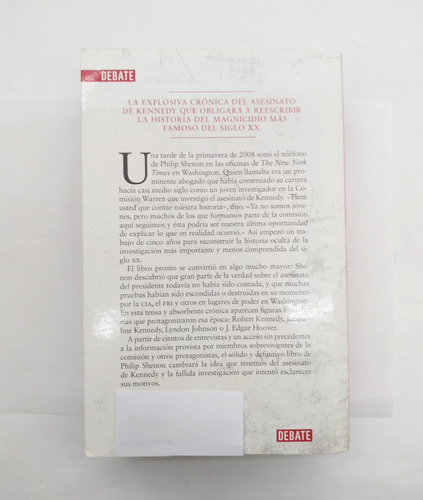 DEBATE
LA EXPLOSIVA CRÓNICA DEL ASESINATO
DE KENNEDY QUE OBLIGARÁ A REESCRIBIR
LA HISTORIA DEL MAGNICIDIO MÁS
FAMOSO DEL SIGLO XX.
Una tarde de la primavera de 2008 sonó el teléfono
de Philip Shenon en las oficinas de The New York
Times en Washington. Quien llamaba era un pro-
minente abogado que había comenzado su carrera
hacía casi medio siglo como un joven investigador en la Co-
misión Warren que investigó el asesinato de Kennedy. «Tiene
usted que contar nuestra historia», dijo. «Ya no somos jóve-
nes, pero muchos de los que formamos parte de la comisión
aquí seguimos y ésta podría ser nuestra última oportunidad
de explicar lo que en realidad ocurrió.» Así empezó un tra-
bajo de cinco años para reconstruir la historia oculta de la
investigación más importante y menos comprendida del si-
glo XX.
El libro pronto se convirtió en algo mucho mayor: She-
non descubrió que gran parte de la verdad sobre el asesinato
del presidente todavía no había sido contada, y que muchas
pruebas habían sido escondidas o destruidas en su momento
por la CIA, el FBI y otros en lugares de poder en Washington.
En esta tensa y absorbente crónica aparecen figuras legenda-
rias que protagonizaron esa época: Robert Kennedy, Jacque-
line Kennedy, Lyndon Johnson o J. Edgar Hoover.
A partir de cientos de entrevistas y un acceso sin precedentes
a la información provista por miembros sobrevivientes de la
comisión y otros protagonistas, el sólido y definitivo libro de
Philip Shenon cambiará la idea que tenemos del asesinato
de Kennedy y la fallida investigación que intentó esclarecer
sus motivos.
DEBATE